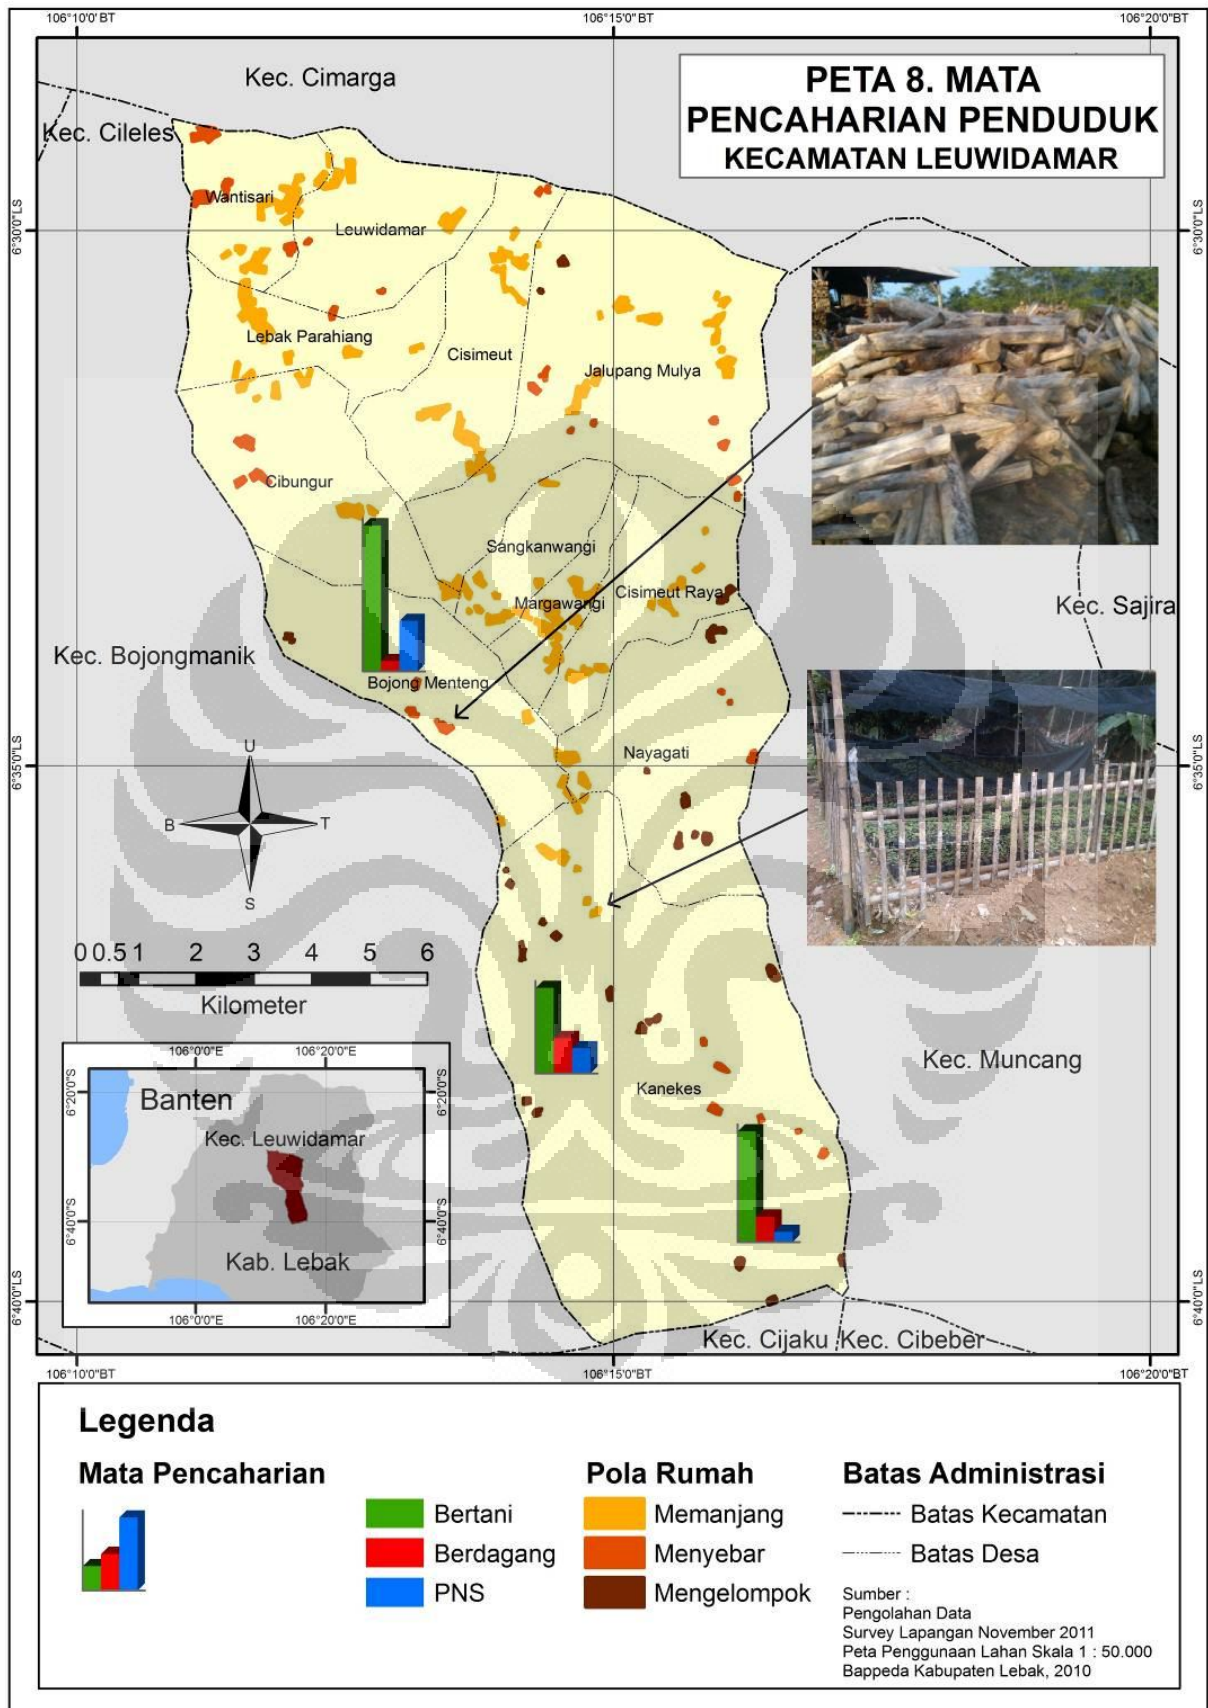 106°10'0"BT
106°15'0"BT
106°20'0"BT
PETA 8. MATA
PENCAHARIAN PENDUDUK
KECAMATAN LEUWIDAMAR
Kec. Cimarga
Kec. Cileles
Wantisari
Leuwidamar
6°30'0"LS
6°30'0"LS
Lebak Parahiang
Cisimeut
Jalupang Mulya
Cibungur
Sangkanwangi
Margawangi
Cisimeut Raya
Kec. Sajira
Kec. Bojongmanik
Bojong Menteng
Nayagati
6°35'0"LS
6°35'0"LS
U
B
T
S
0 0.5 1 2 3 4 5 6
Kilometer
Kanekes
Kec. Muncang
106°0'0"E
106°20'0"E
6°20'0"S
6°20'0"S
Banten
Kec. Leuwidamar
6°40'0"S
6°40'0"S
Kab. Lebak
106°0'0"E
106°20'0"E
6°40'0"LS
6°40'0"LS
Kec. Cijaku
Kec. Cibeber
106°10'0"BT
106°15'0"BT
106°20'0"BT
Legenda
Mata Pencaharian
Bertani
Berdagang
PNS
Pola Rumah
Memanjang
Menyebar
Mengelompok
Batas Administrasi
Batas Kecamatan
Batas Desa
Sumber :
Pengolahan Data
Survey Lapangan November 2011
Peta Penggunaan Lahan Skala 1 : 50.000
Bappeda Kabupaten Lebak, 2010